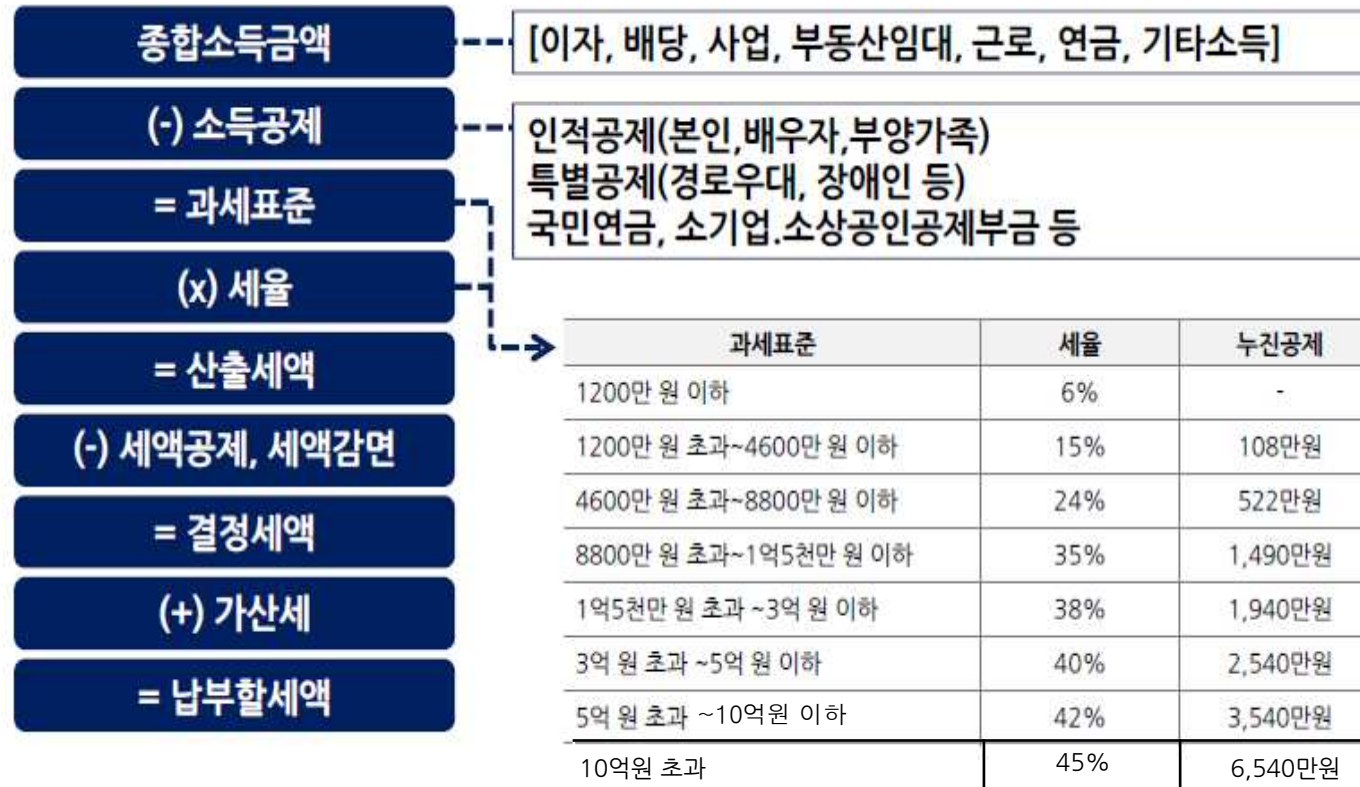 종합소득금액
[이자, 배당, 사업, 부동산임대, 근로, 연금, 기타소득]
(-) 소득공제
인적공제(본인,배우자,부양가족)
특별공제(경로우대, 장애인 등)
국민연금, 소기업.소상공인공제부금 등
= 과세표준
(x) 세율
= 산출세액
(-) 세액공제, 세액감면
= 결정세액
(+) 가산세
= 납부할세액
과세표준 세율 누진공제
1200만 원 이하 6% -
1200만 원 초과~4600만 원 이하 15% 108만원
4600만 원 초과~8800만 원 이하 24% 522만원
8800만 원 초과~1억5천만 원 이하 35% 1,490만원
1억5천만 원 초과 ~3억 원 이하 38% 1,940만원
3억 원 초과 ~5억 원 이하 40% 2,540만원
5억 원 초과 ~10억원 이하 42% 3,540만원
10억원 초과 45% 6,540만원